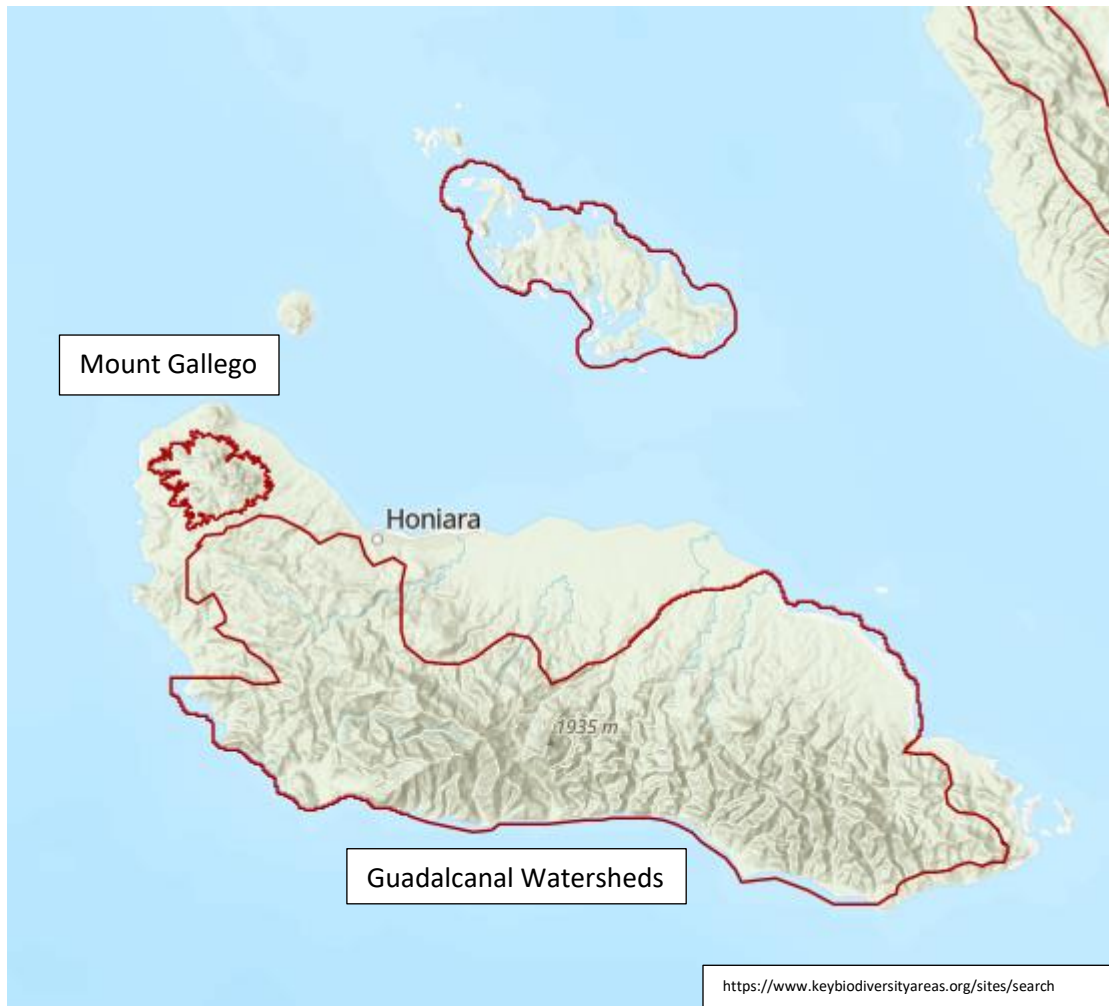 Mount Gallego
Honiara
1935 m
Guadalcanal Watersheds
https://www.keybiodiversityareas.org/sites/search